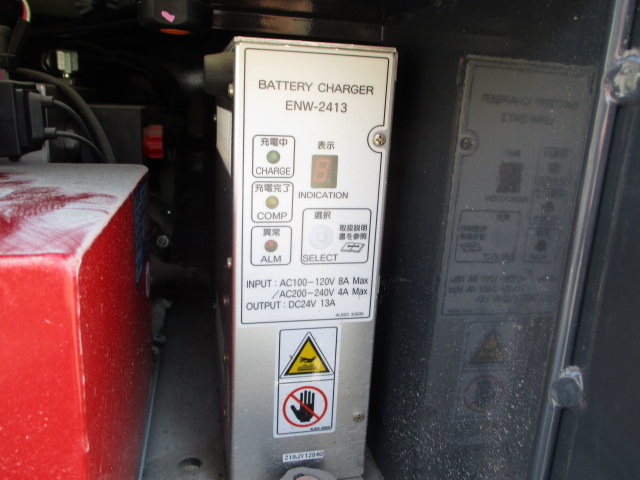 BATTERY CHARGER
ENW-2413
充電中
CHARGE
表示
8
INDICATION
充電完了
COMP
選択
SELECT
取扱説明
書を参照
異常
ALM
INPUT : AC100-120V 8A Max
/AC200-240V 4A Max
OUTPUT : DC24V 13A